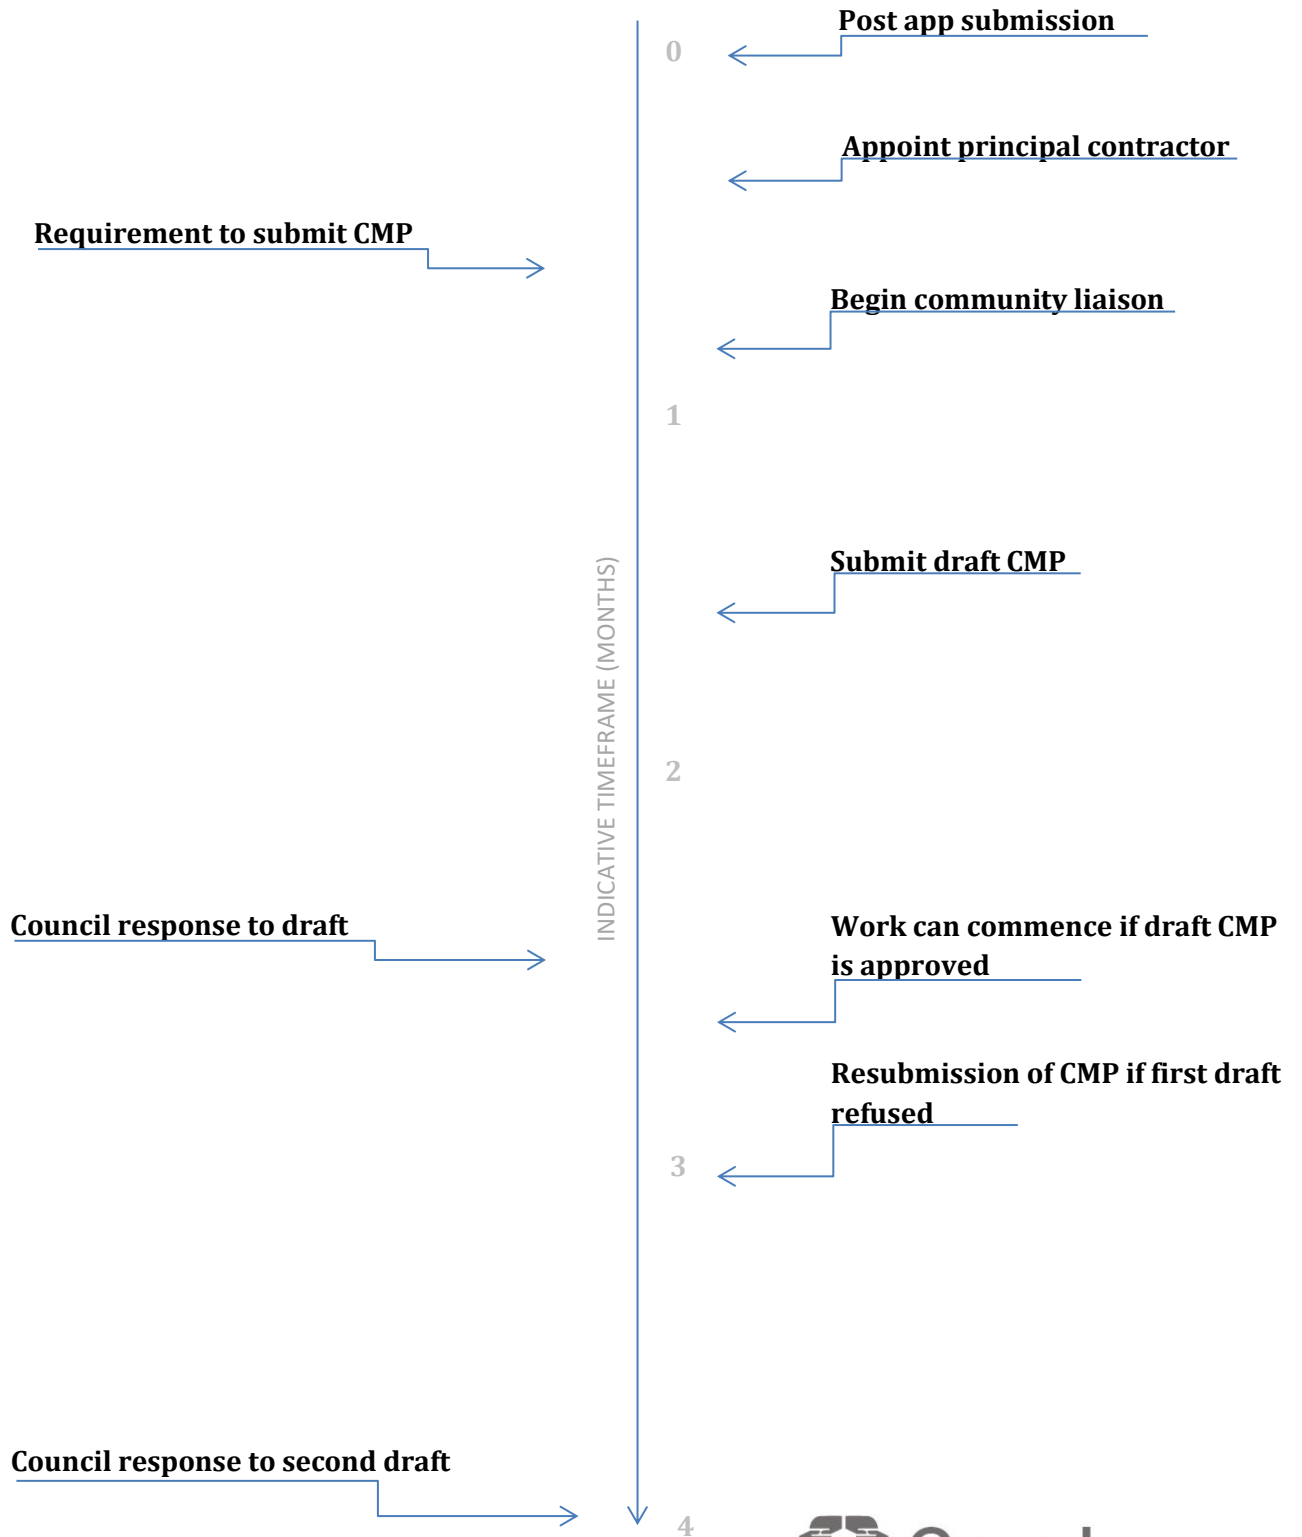 Post app submission
0
Appoint principal contractor
Requirement to submit CMP
Begin community liaison
1
Submit draft CMP
INDICATIVE TIMEFRAME (MONTHS)
2
Council response to draft
Work can commence if draft CMP
is approved
Resubmission of CMP if first draft
refused
3
Council response to second draft
4